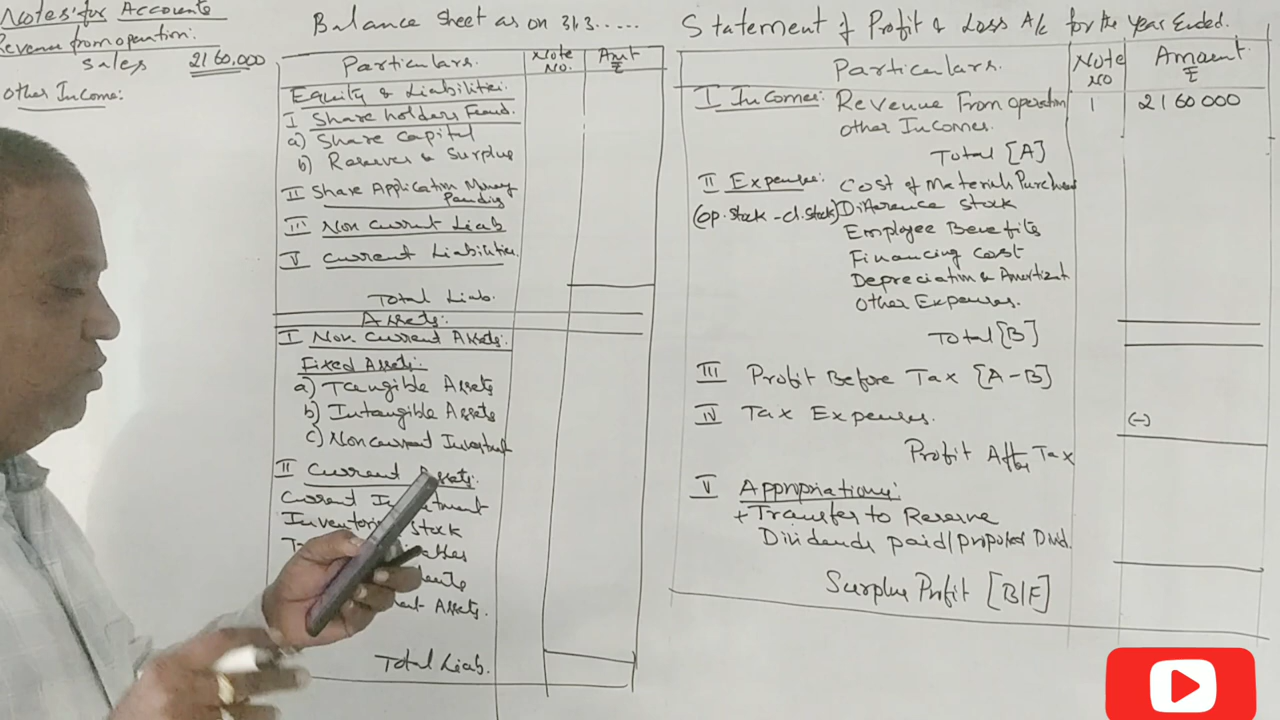 Notes for Accounts
Revenue from operation:
Sales 2160,000
Other Income:
Balance Sheet as on 31.3......
Particulars. Note No. Amt ₹
Equity & Liabilities:
I Share holders Fund.
a) Share Capital
b) Reserves & Surplus
II Share Application Money Pending
III Non Current Liab
V Current Liabilities.
Total Liab.
Assets:
I Non. Current Assets:
Fixed Assets:
a) Tangible Assets
b) Intangible Assets
c) Non current Investment
II Current Assets:
Current
Stock
Assets.
Total Liab.
Statement of Profit & Loss A/c for the year Ended.
Particulars. Note NO Amount ₹
I Incomes: Revenue From operation 1 2160000
Other Incomes.
Total [A]
II Expenses: Cost of Materials Purchased
(op. stock - cl. stock) Difference Stock
Employee Benefits
Financing Cost
Depreciation & Amortizat
Other Expenses.
Total [B]
III Profit Before Tax [A-B]
IV Tax Expenses. (-)
Profit After Tax
V Appropriations:
+Transfer to Reserve
Dividends paid/proposed Divid.
Surplus Profit [B/F]